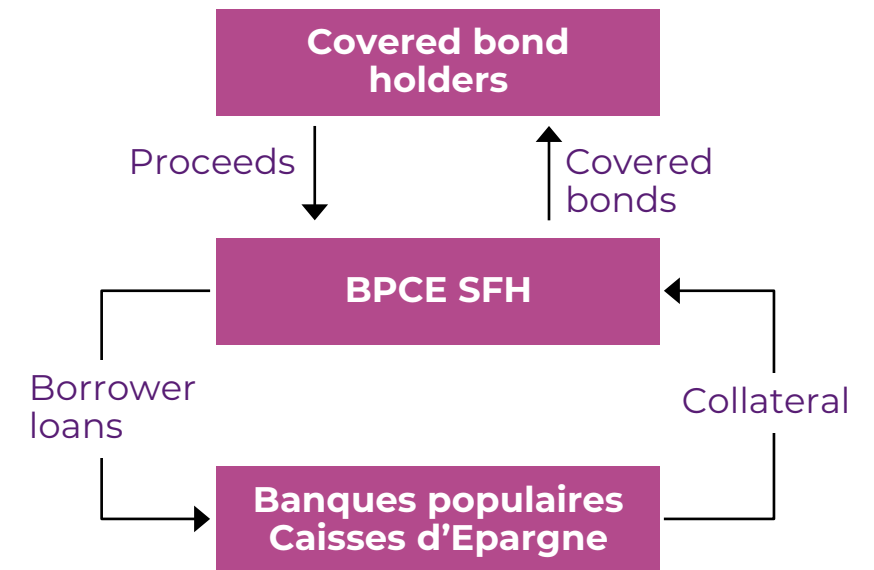 Covered bond
holders
Proceeds
Covered
bonds
BPCE SFH
Borrower
loans
Collateral
Banques populaires
Caisses d’Epargne